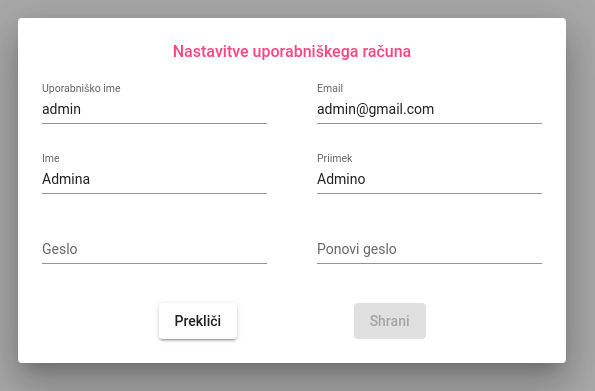 Nastavitve uporabniškega računa
Uporabniško ime
Email
admin
admin@gmail.com
Ime
Priimek
Admina
Admino
Geslo
Ponovi geslo
Prekliči
Shrani